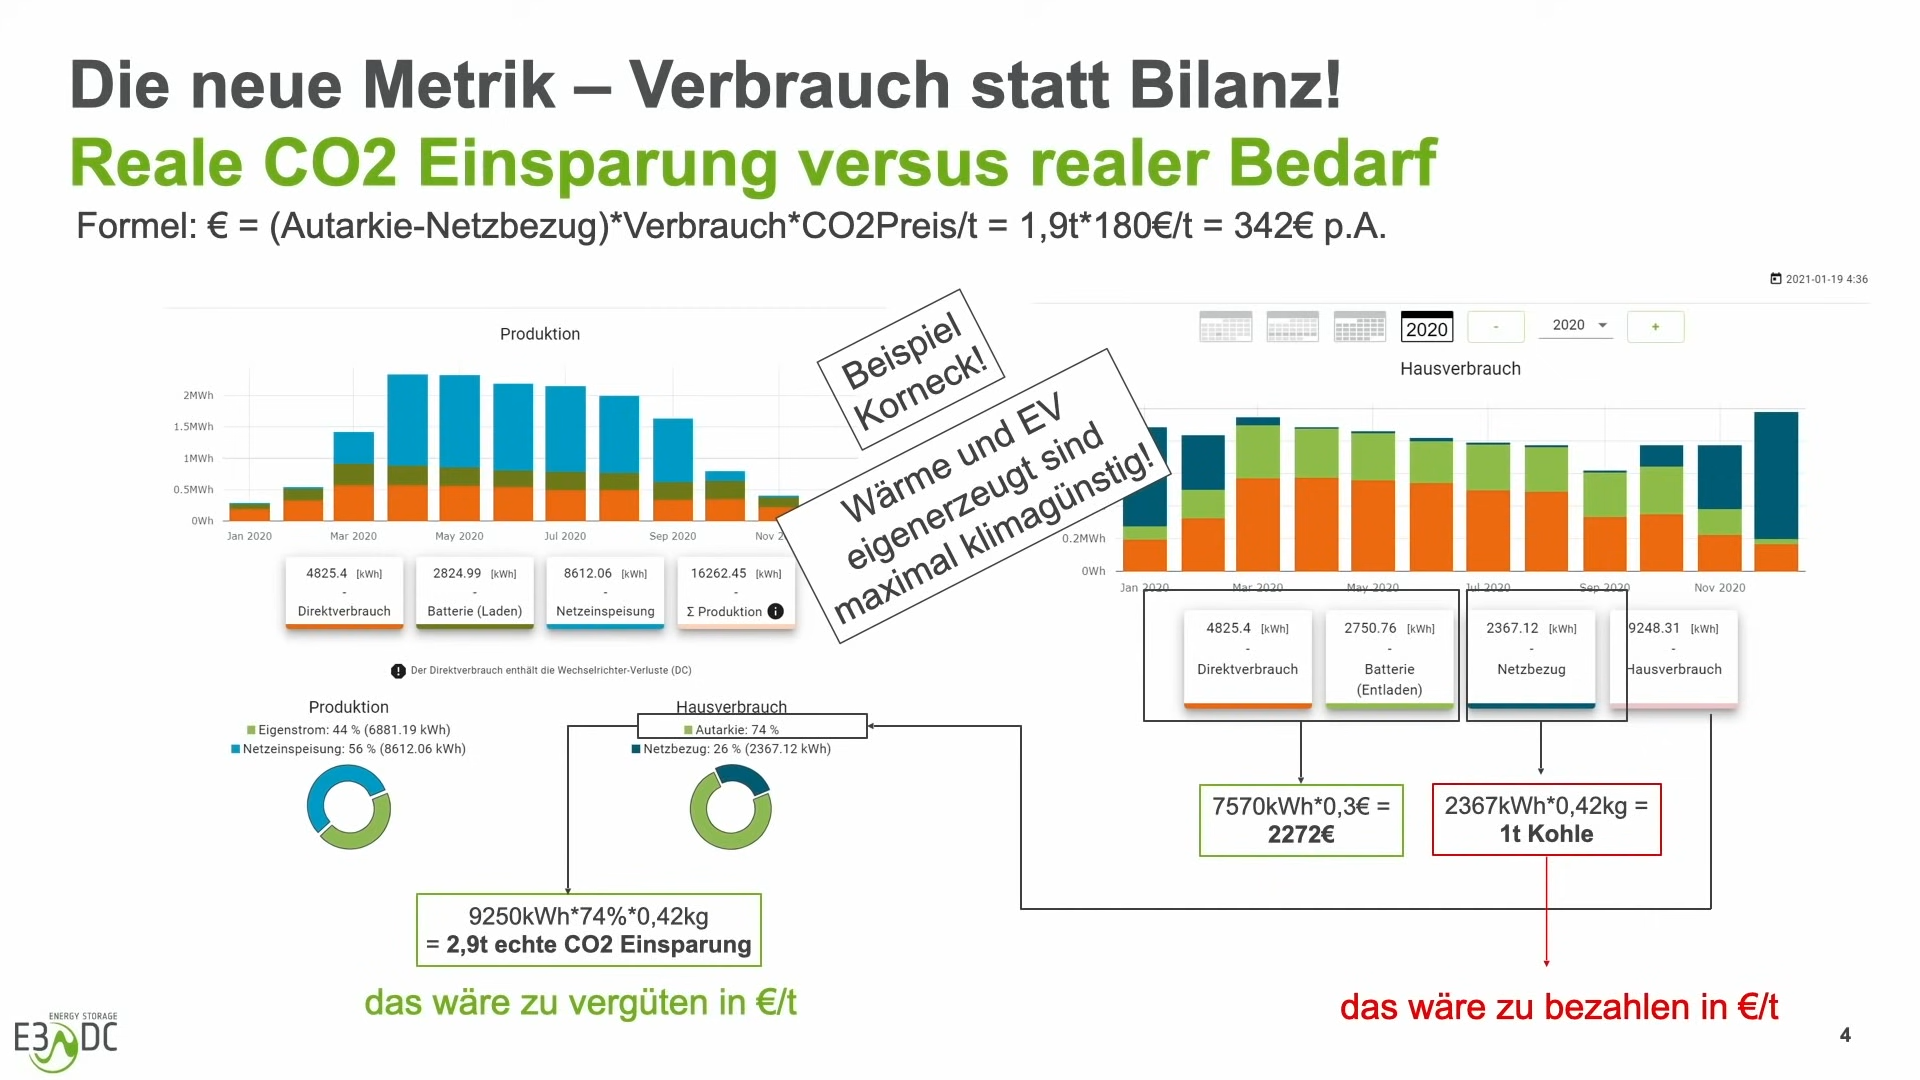 Die neue Metrik – Verbrauch statt Bilanz!
Reale CO2 Einsparung versus realer Bedarf
Formel: € = (Autarkie-Netzbezug)*Verbrauch*CO2Preis/t = 1,9t*180€/t = 342€ p.A.
2021-01-19 4:36
Produktion
2MWh
1.5MWh
1MWh
0.5MWh
0Wh
Jan 2020
Mar 2020
May 2020
Jul 2020
Sep 2020
Nov 2
4825.4 [kWh]
-
Direktverbrauch
2824.99 [kWh]
-
Batterie (Laden)
8612.06 [kWh]
-
Netzeinspeisung
16262.45 [kWh]
-
Σ Produktion i
! Der Direktverbrauch enthält die Wechselrichter-Verluste (DC)
Beispiel
Korneck!
Wärme und EV
eigenerzeugt sind
maximal klimagünstig!
2020
-
2020
+
Hausverbrauch
0.2MWh
0Wh
Jan 2020
Mar 2020
May 2020
Jul 2020
Sep 2020
Nov 2020
4825.4 [kWh]
-
Direktverbrauch
2750.76 [kWh]
-
Batterie
(Entladen)
2367.12 [kWh]
-
Netzbezug
9248.31 [kWh]
-
Hausverbrauch
Produktion
Eigenstrom: 44 % (6881.19 kWh)
Netzeinspeisung: 56 % (8612.06 kWh)
Hausverbrauch
Autarkie: 74 %
Netzbezug: 26 % (2367.12 kWh)
7570kWh*0,3€ =
2272€
2367kWh*0,42kg =
1t Kohle
9250kWh*74%*0,42kg
= 2,9t echte CO2 Einsparung
das wäre zu vergüten in €/t
das wäre zu bezahlen in €/t
ENERGY STORAGE
E3DC
4